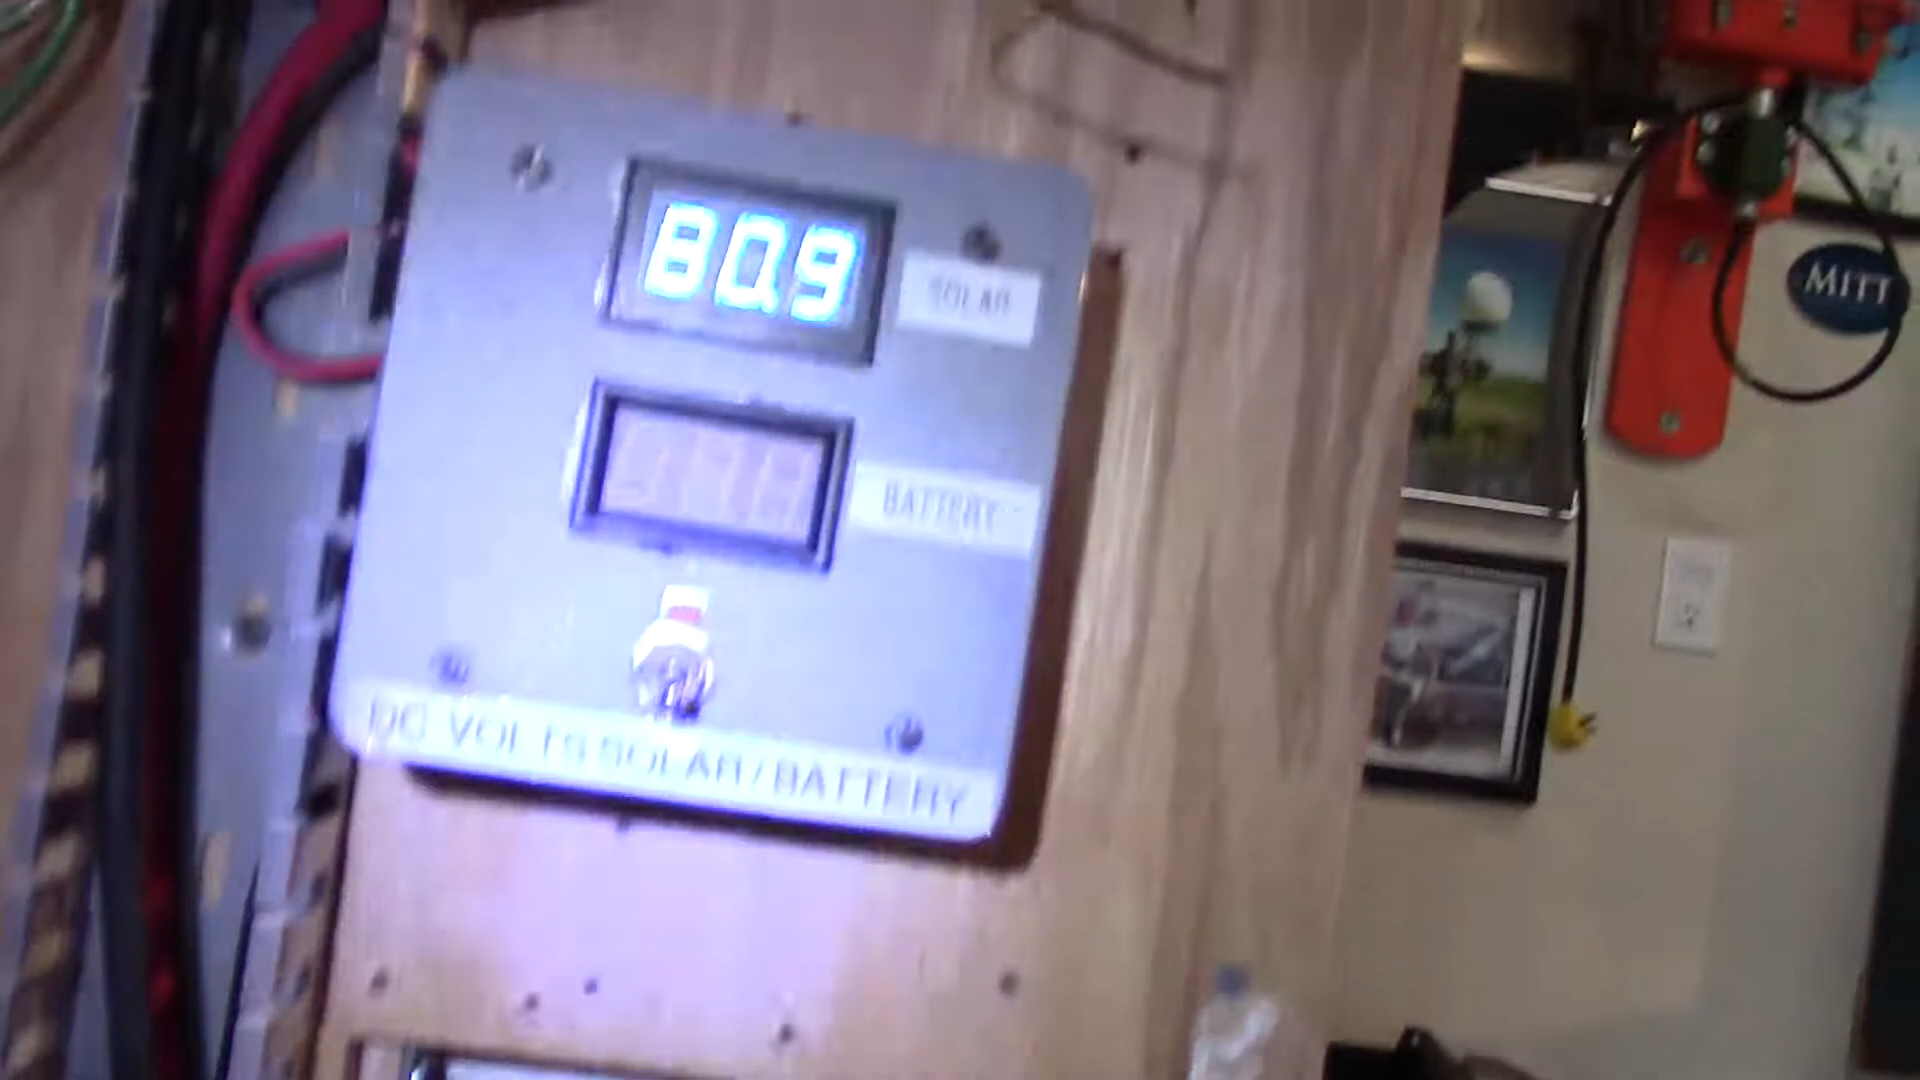 80.9
SOLAR
BATTERY
DC VOLTS SOLAR/BATTERY
MITT